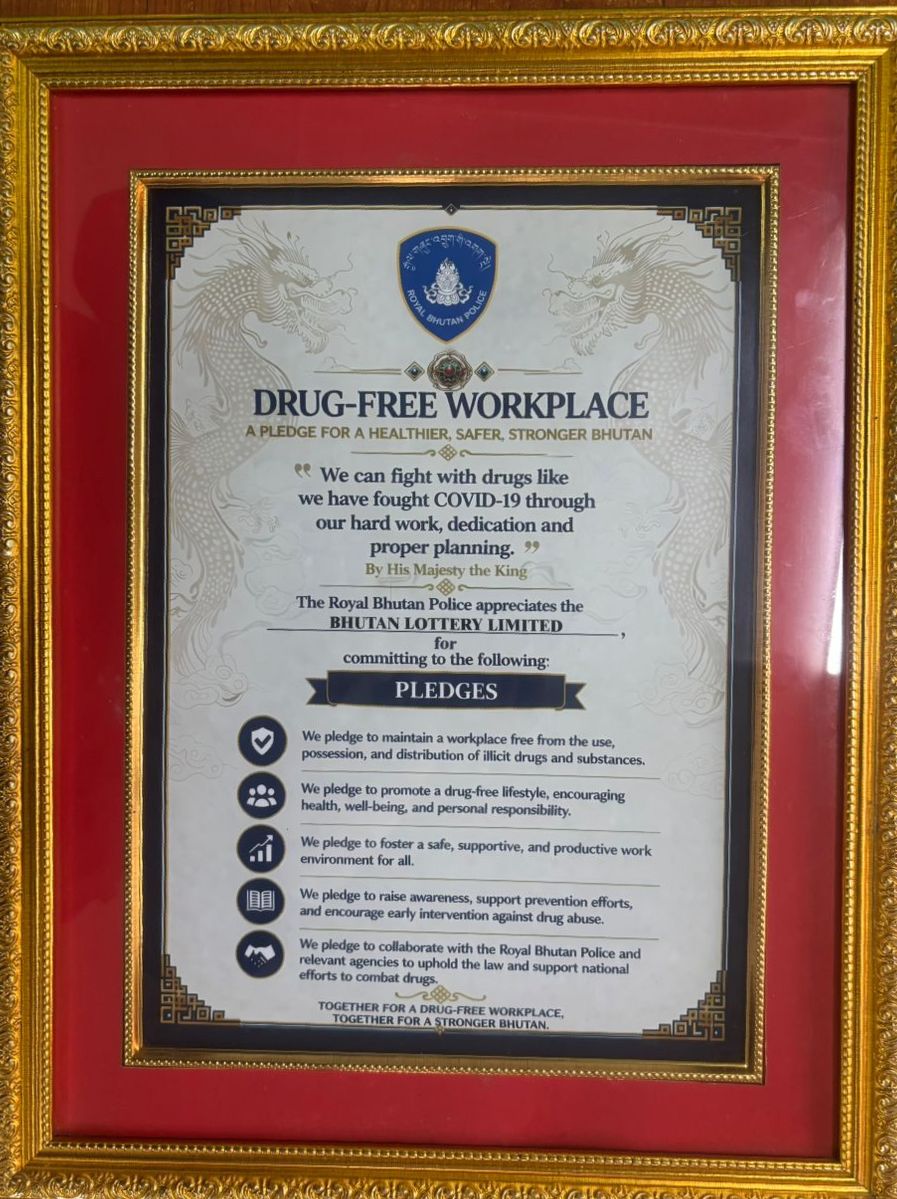 ROYAL BHUTAN POLICE
DRUG-FREE WORKPLACE
A PLEDGE FOR A HEALTHIER, SAFER, STRONGER BHUTAN
" We can fight with drugs like
we have fought COVID-19 through
our hard work, dedication and
proper planning. "
By His Majesty the King
The Royal Bhutan Police appreciates the
BHUTAN LOTTERY LIMITED,
for
committing to the following:
PLEDGES
We pledge to maintain a workplace free from the use,
possession, and distribution of illicit drugs and substances.
We pledge to promote a drug-free lifestyle, encouraging
health, well-being, and personal responsibility.
We pledge to foster a safe, supportive, and productive work
environment for all.
We pledge to raise awareness, support prevention efforts,
and encourage early intervention against drug abuse.
We pledge to collaborate with the Royal Bhutan Police and
relevant agencies to uphold the law and support national
efforts to combat drugs.
TOGETHER FOR A DRUG-FREE WORKPLACE,
TOGETHER FOR A STRONGER BHUTAN.